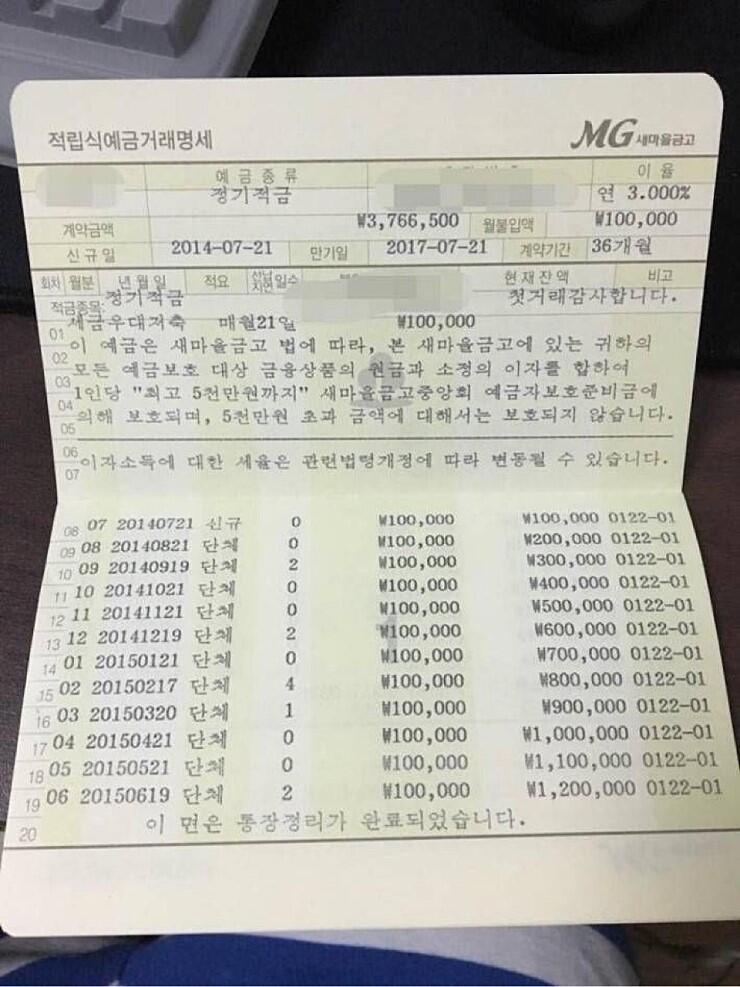 적립식예금거래명세 MG 새마을금고
예금종류 이율
정기적금 연 3.000%
계약금액 ₩3,766,500 월불입액 ₩100,000
신규일 2014-07-21 만기일 2017-07-21 계약기간 36개월
회차 월분 년월일 적요 선납 지연 일수 현재잔액 비고
적금종목: 정기적금 첫거래감사합니다.
01 세금우대저축 매월21일 ₩100,000
02 이 예금은 새마을금고 법에 따라, 본 새마을금고에 있는 귀하의
모든 예금보호 대상 금융상품의 원금과 소정의 이자를 합하여
03 1인당 "최고 5천만원까지" 새마을금고중앙회 예금자보호준비금에
04 의해 보호되며, 5천만원 초과 금액에 대해서는 보호되지 않습니다.
05
06 이자소득에 대한 세율은 관련법령개정에 따라 변동될 수 있습니다.
07
08 07 20140721 신규 0 ₩100,000 ₩100,000 0122-01
09 08 20140821 단체 0 ₩100,000 ₩200,000 0122-01
10 09 20140919 단체 2 ₩100,000 ₩300,000 0122-01
11 10 20141021 단체 0 ₩100,000 ₩400,000 0122-01
12 11 20141121 단체 0 ₩100,000 ₩500,000 0122-01
13 12 20141219 단체 2 ₩100,000 ₩600,000 0122-01
14 01 20150121 단체 0 ₩100,000 ₩700,000 0122-01
15 02 20150217 단체 4 ₩100,000 ₩800,000 0122-01
16 03 20150320 단체 1 ₩100,000 ₩900,000 0122-01
17 04 20150421 단체 0 ₩100,000 ₩1,000,000 0122-01
18 05 20150521 단체 0 ₩100,000 ₩1,100,000 0122-01
19 06 20150619 단체 2 ₩100,000 ₩1,200,000 0122-01
20 이 면은 통장정리가 완료되었습니다.